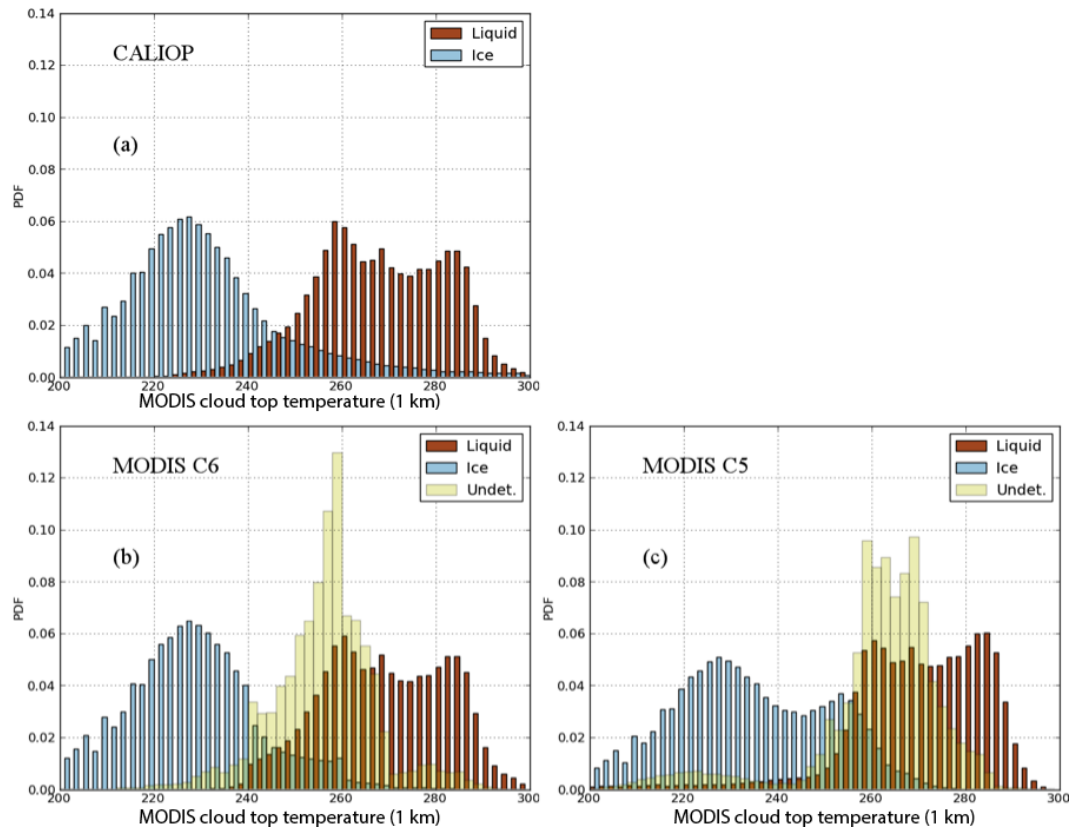 0.14
0.12
0.10
0.08
0.06
0.04
0.02
0.00
PDF
CALIOP
(a)
Liquid
Ice
200 220 240 260 280 300
MODIS cloud top temperature (1 km)
0.14
0.12
0.10
0.08
0.06
0.04
0.02
0.00
PDF
MODIS C6
(b)
Liquid
Ice
Undet.
200 220 240 260 280 300
MODIS cloud top temperature (1 km)
0.14
0.12
0.10
0.08
0.06
0.04
0.02
0.00
PDF
MODIS C5
(c)
Liquid
Ice
Undet.
200 220 240 260 280 300
MODIS cloud top temperature (1 km)